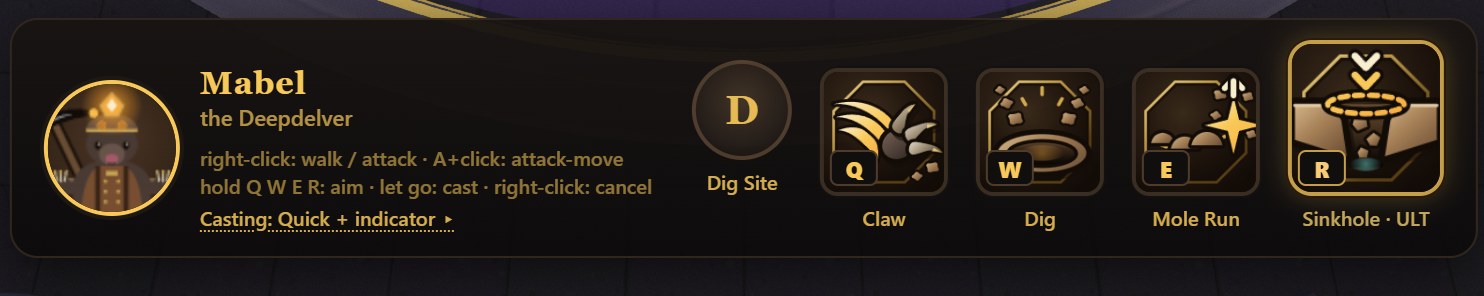 Mabel
the Deepdelver
right-click: walk / attack · A+click: attack-move
hold Q W E R: aim · let go: cast · right-click: cancel
Casting: Quick + indicator ▸
D
Dig Site
Q
Claw
W
Dig
E
Mole Run
R
Sinkhole · ULT